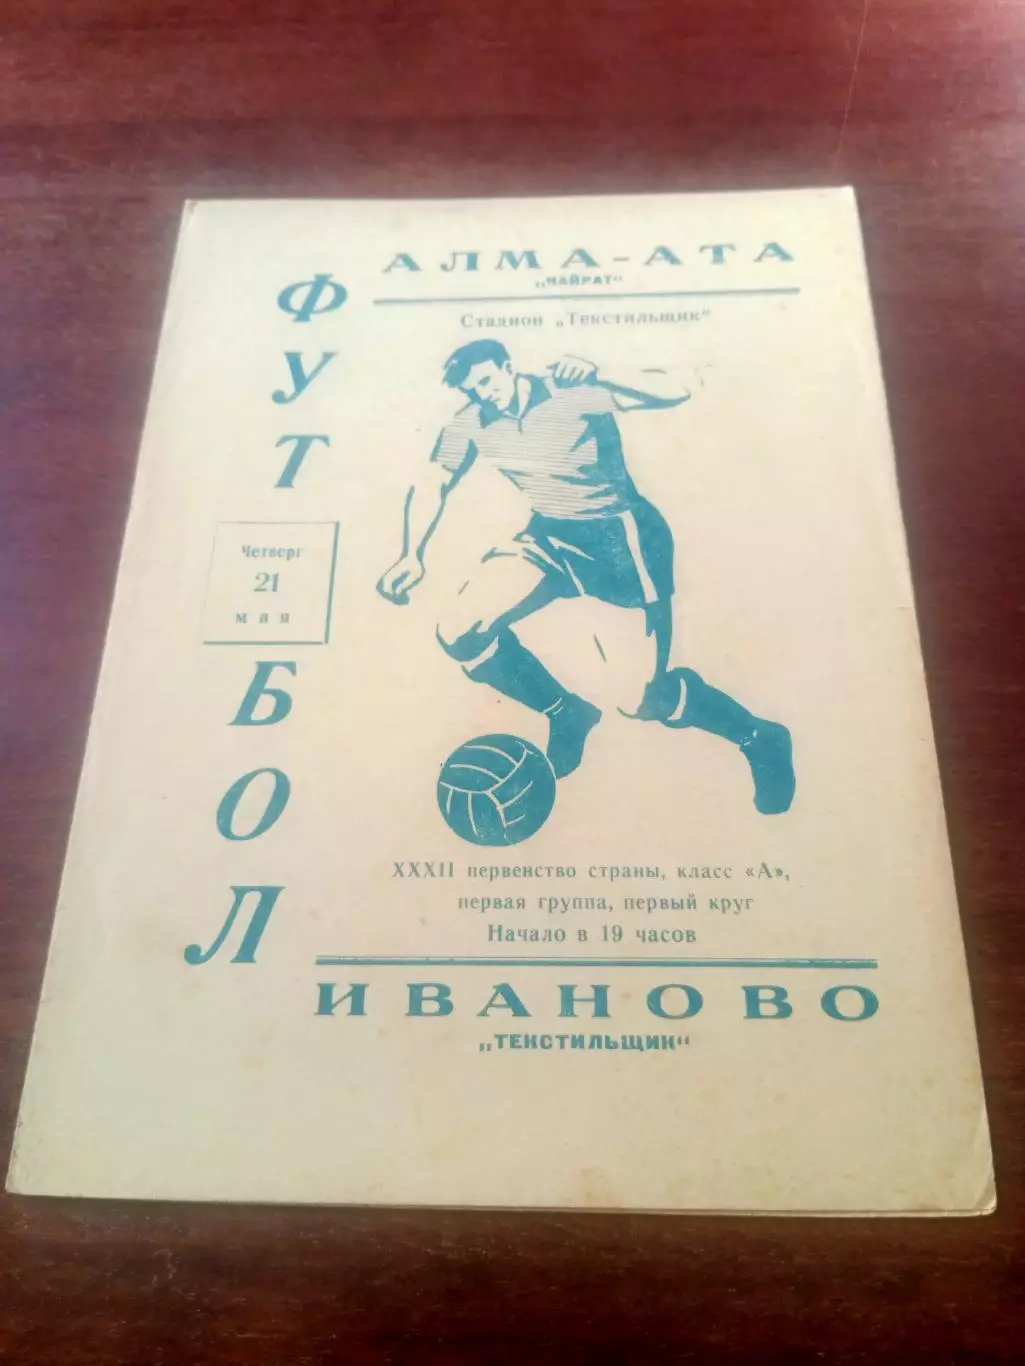 АЛМА-АТА
„КАЙРАТ“
ФУТБОЛ
Стадион „Текстильщик“
Четверг
21
мая
XXXII первенство страны, класс «А»,
первая группа, первый круг
Начало в 19 часов
ИВАНОВО
„ТЕКСТИЛЬЩИК“